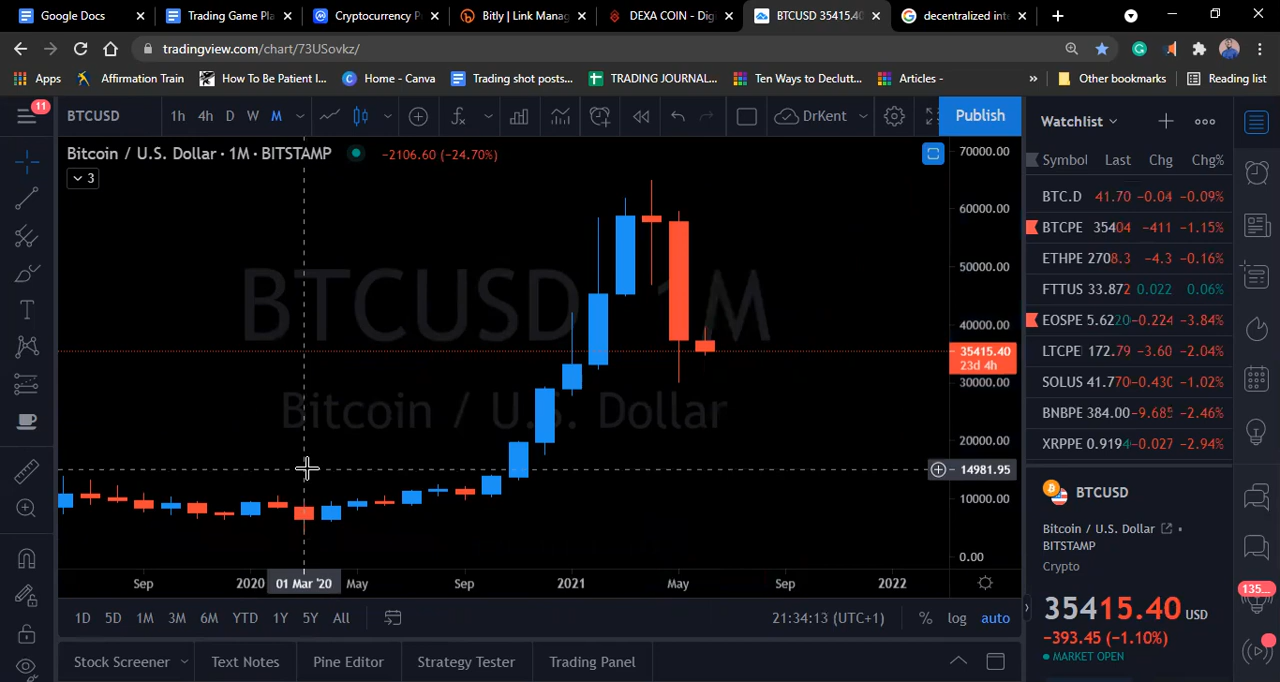 Google Docs
Trading Game Pla
Cryptocurrency P
Bitly | Link Manag
DEXA COIN - Digi
BTCUSD 35415.40
decentralized int
tradingview.com/chart/73USovkz/
Apps
Affirmation Train
How To Be Patient I...
Home - Canva
Trading shot posts...
TRADING JOURNAL...
Ten Ways to Declutt...
Articles -
»
Other bookmarks
Reading list
11
BTCUSD
1h 4h D W M
DrKent
Publish
Watchlist
Bitcoin / U.S. Dollar · 1M · BITSTAMP
-2106.60 (-24.70%)
3
BTCUSD 1M
Bitcoin / U.S. Dollar
70000.00
60000.00
50000.00
40000.00
35415.40
23d 4h
30000.00
20000.00
14981.95
10000.00
0.00
Sep 2020 01 Mar '20 May Sep 2021 May Sep 2022
1D 5D 1M 3M 6M YTD 1Y 5Y All
21:34:13 (UTC+1) % log auto
Stock Screener Text Notes Pine Editor Strategy Tester Trading Panel
Symbol Last Chg Chg%
BTC.D 41.70 -0.04 -0.09%
BTCPE 35404 -411 -1.15%
ETHPE 2708.3 -4.3 -0.16%
FTTUS 33.872 0.022 0.06%
EOSPE 5.6220 -0.224 -3.84%
LTCPE 172.79 -3.60 -2.04%
SOLUS 41.770 -0.430 -1.02%
BNBPE 384.00 -9.685 -2.46%
XRPPE 0.9194 -0.027 -2.94%
BTCUSD
Bitcoin / U.S. Dollar
BITSTAMP
Crypto
35415.40 USD
-393.45 (-1.10%)
MARKET OPEN
135...